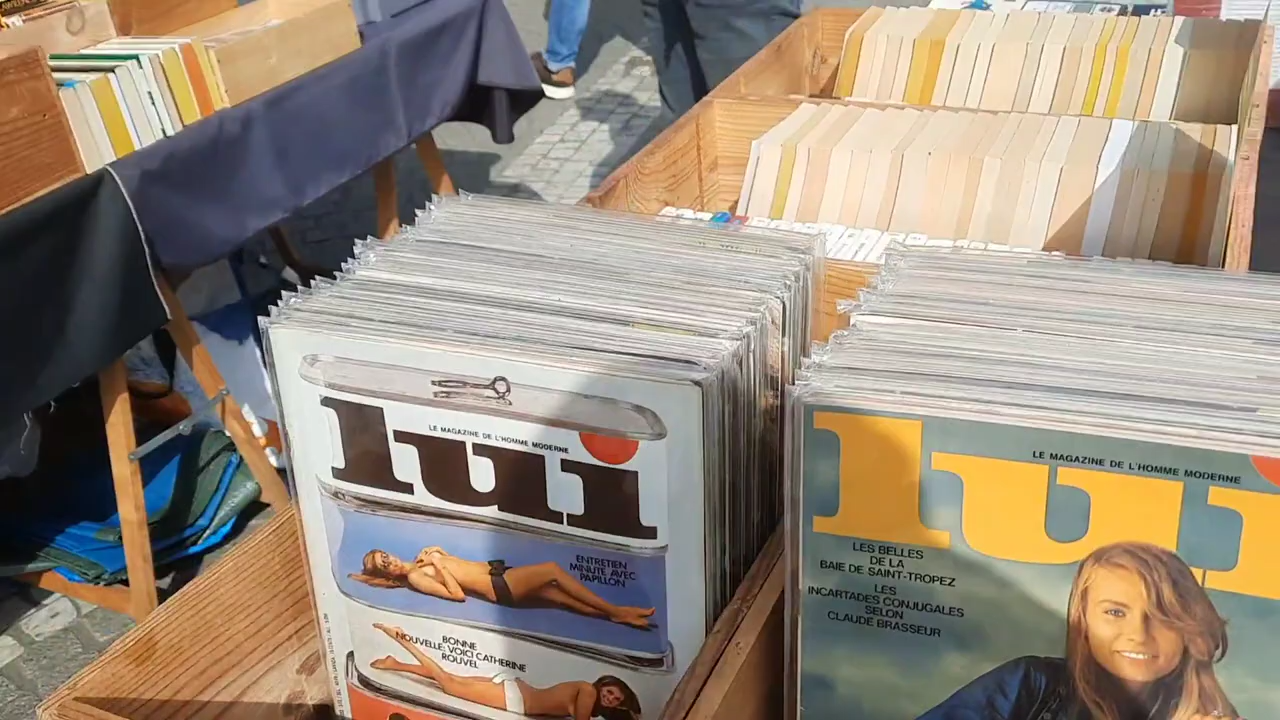 LE MAGAZINE DE L'HOMME MODERNE
lui
ENTRETIEN
MINUTE AVEC
PAPILLON
BONNE
NOUVELLE: VOICI CATHERINE
ROUVEL
LE MAGAZINE DE L'HOMME MODERNE
lui
LES BELLES
DE LA
BAIE DE SAINT-TROPEZ
LES
INCARTADES CONJUGALES
SELON
CLAUDE BRASSEUR